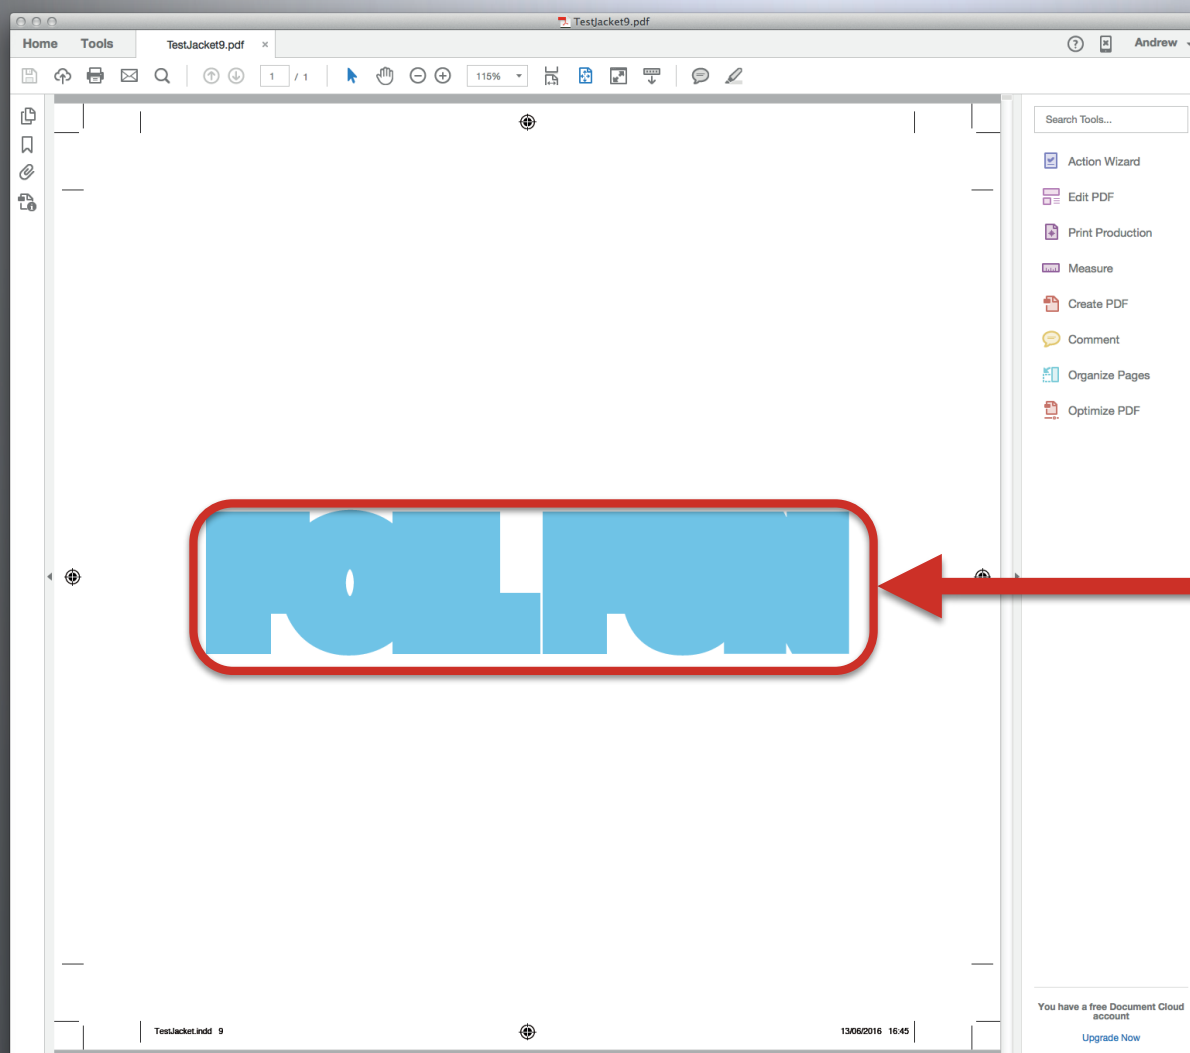 TestJacket9.pdf
Home Tools TestJacket9.pdf × Andrew
1 / 1 115%
Search Tools...
Action Wizard
Edit PDF
Print Production
Measure
Create PDF
Comment
Organize Pages
Optimize PDF
FOIL FUN
TestJacket.indd 9 13/06/2016 16:45
You have a free Document Cloud
account
Upgrade Now